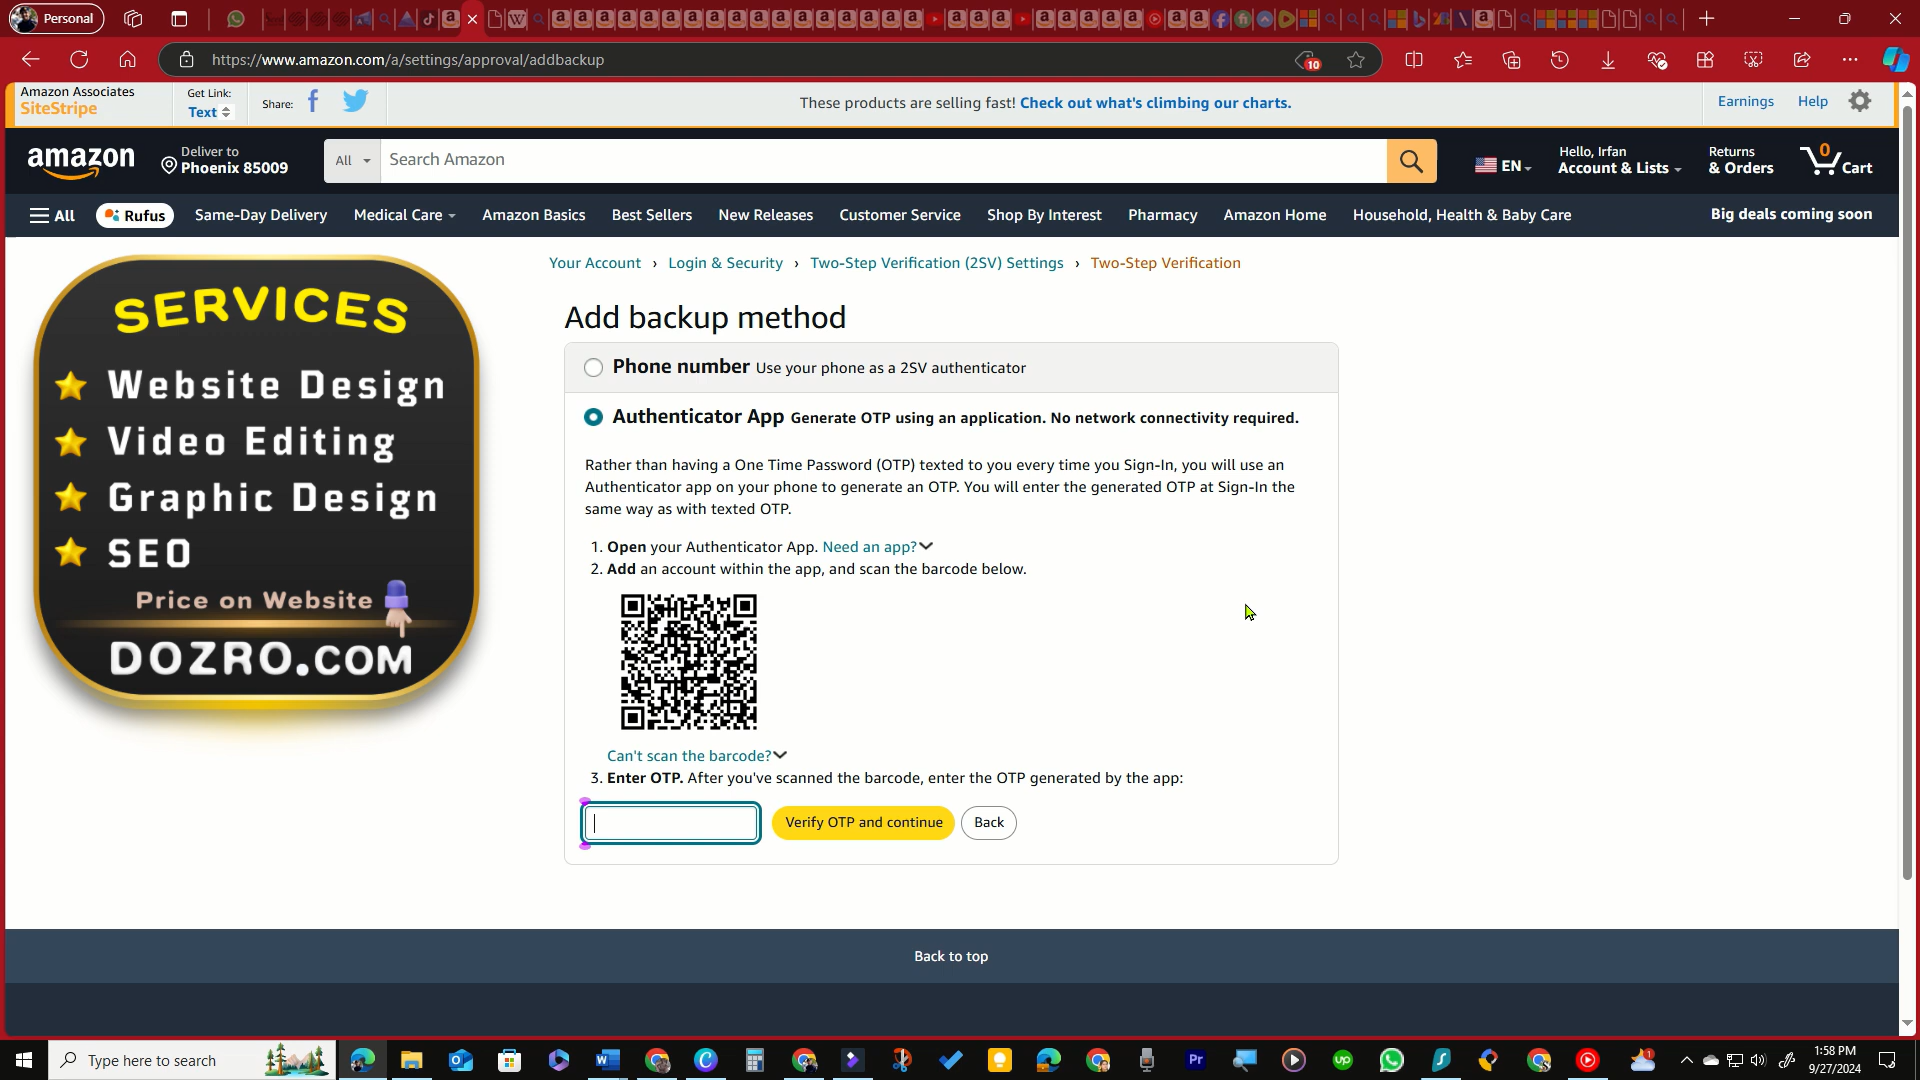 Personal
https://www.amazon.com/a/settings/approval/addbackup
10
Amazon Associates
SiteStripe
Get Link:
Text
Share:
These products are selling fast! Check out what's climbing our charts.
Earnings
Help
amazon
Deliver to
Phoenix 85009
All
Search Amazon
EN
Hello, Irfan
Account & Lists
Returns
& Orders
0
Cart
All
Rufus
Same-Day Delivery
Medical Care
Amazon Basics
Best Sellers
New Releases
Customer Service
Shop By Interest
Pharmacy
Amazon Home
Household, Health & Baby Care
Big deals coming soon
SERVICES
Website Design
Video Editing
Graphic Design
SEO
Price on Website
DOZRO.COM
Your Account › Login & Security › Two-Step Verification (2SV) Settings › Two-Step Verification
Add backup method
Phone number Use your phone as a 2SV authenticator
Authenticator App Generate OTP using an application. No network connectivity required.
Rather than having a One Time Password (OTP) texted to you every time you Sign-In, you will use an
Authenticator app on your phone to generate an OTP. You will enter the generated OTP at Sign-In the
same way as with texted OTP.
1. Open your Authenticator App. Need an app?
2. Add an account within the app, and scan the barcode below.
Can't scan the barcode?
3. Enter OTP. After you've scanned the barcode, enter the OTP generated by the app:
Verify OTP and continue
Back
Back to top
Type here to search
Pr
up
1
1:58 PM
9/27/2024